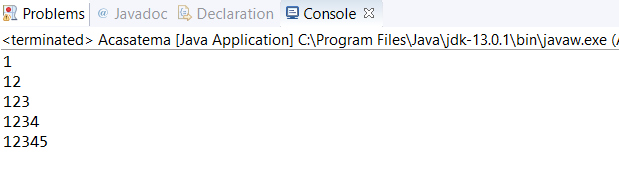 Problems @ Javadoc Declaration Console
<terminated> Acasatema [Java Application] C:\Program Files\Java\jdk-13.0.1\bin\javaw.exe (
1
12
123
1234
12345